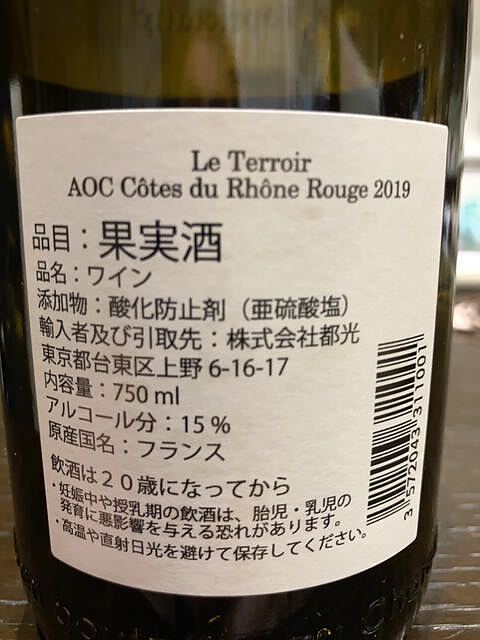 Le Terroir
AOC Côtes du Rhône Rouge 2019
品目：果実酒
品名：ワイン
添加物：酸化防止剤（亜硫酸塩）
輸入者及び引取先：株式会社都光
東京都台東区上野 6-16-17
内容量：750 ml
アルコール分：15 %
原産国名：フランス
飲酒は２０歳になってから
・妊娠中や授乳期の飲酒は、胎児・乳児の
発育に悪影響を与える恐れがあります。
・高温や直射日光を避けて保存してください。
3 572043 311001